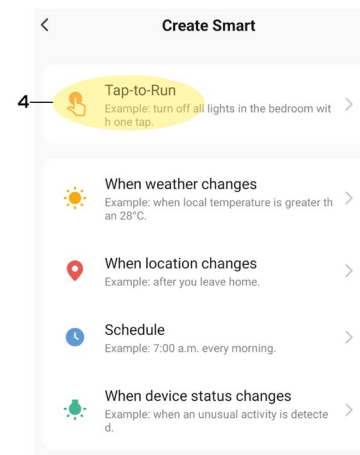 Create Smart
Tap-to-Run
4
Example: turn off all lights in the bedroom wit
h one tap.
When weather changes
Example: when local temperature is greater th
an 28°C.
When location changes
Example: after you leave home.
Schedule
Example: 7:00 a.m. every morning.
When device status changes
Example: when an unusual activity is detecte
d.